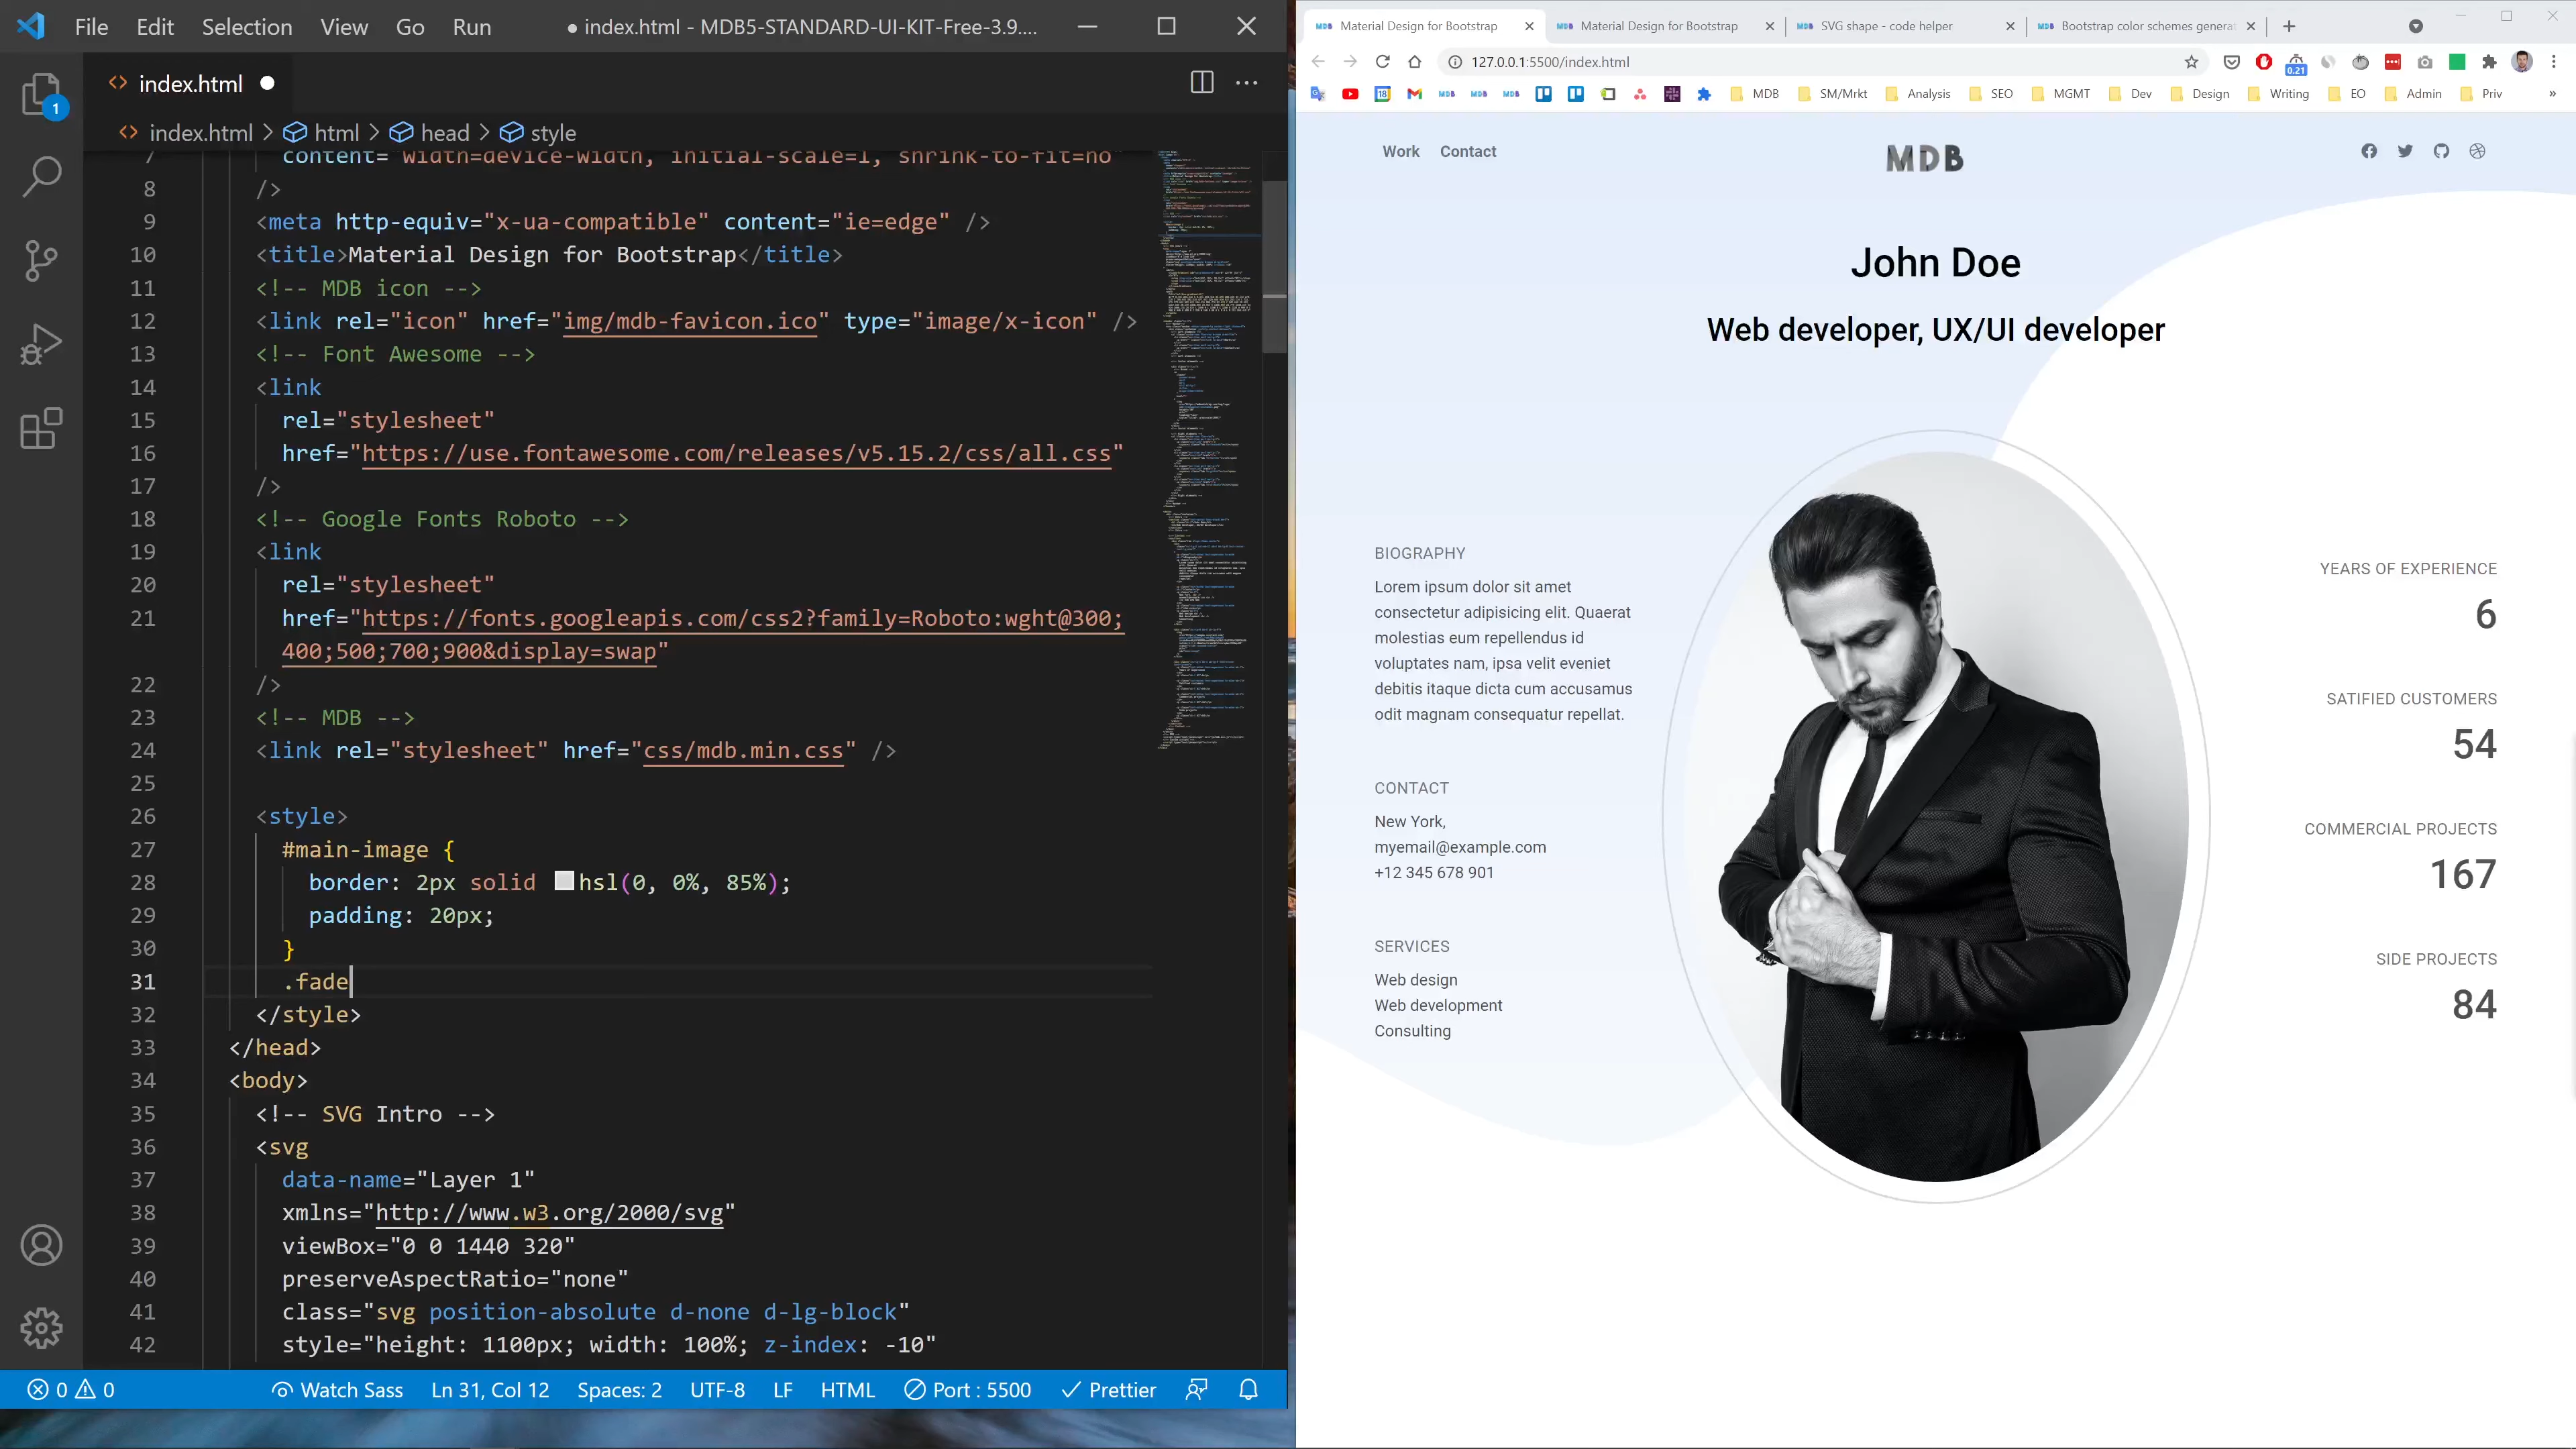 File Edit Selection View Go Run ● index.html - MDB5-STANDARD-UI-KIT-Free-3.9....
1
<> index.html ●
<> index.html > html > head > style
7 content="width=device-width, initial-scale=1, shrink-to-fit=no"
8 />
9 <meta http-equiv="x-ua-compatible" content="ie=edge" />
10 <title>Material Design for Bootstrap</title>
11 <!-- MDB icon -->
12 <link rel="icon" href="img/mdb-favicon.ico" type="image/x-icon" />
13 <!-- Font Awesome -->
14 <link
15 rel="stylesheet"
16 href="https://use.fontawesome.com/releases/v5.15.2/css/all.css"
17 />
18 <!-- Google Fonts Roboto -->
19 <link
20 rel="stylesheet"
21 href="https://fonts.googleapis.com/css2?family=Roboto:wght@300;
400;500;700;900&display=swap"
22 />
23 <!-- MDB -->
24 <link rel="stylesheet" href="css/mdb.min.css" />
25
26 <style>
27 #main-image {
28 border: 2px solid hsl(0, 0%, 85%);
29 padding: 20px;
30 }
31 .fade
32 </style>
33 </head>
34 <body>
35 <!-- SVG Intro -->
36 <svg
37 data-name="Layer 1"
38 xmlns="http://www.w3.org/2000/svg"
39 viewBox="0 0 1440 320"
40 preserveAspectRatio="none"
41 class="svg position-absolute d-none d-lg-block"
42 style="height: 1100px; width: 100%; z-index: -10"
0 0 Watch Sass Ln 31, Col 12 Spaces: 2 UTF-8 LF HTML Port : 5500 Prettier
MDB Material Design for Bootstrap MDB Material Design for Bootstrap MDB SVG shape - code helper MDB Bootstrap color schemes genera
127.0.0.1:5500/index.html
0.21
18 MDB MDB MDB MDB SM/Mrkt Analysis SEO MGMT Dev Design Writing EO Admin Priv »
Work Contact
MDB
John Doe
Web developer, UX/UI developer
BIOGRAPHY
Lorem ipsum dolor sit amet
consectetur adipisicing elit. Quaerat
molestias eum repellendus id
voluptates nam, ipsa velit eveniet
debitis itaque dicta cum accusamus
odit magnam consequatur repellat.
CONTACT
New York,
myemail@example.com
+12 345 678 901
SERVICES
Web design
Web development
Consulting
YEARS OF EXPERIENCE
6
SATIFIED CUSTOMERS
54
COMMERCIAL PROJECTS
167
SIDE PROJECTS
84